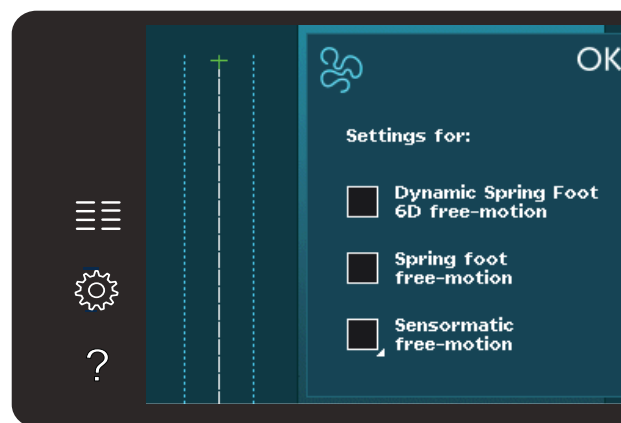 OK
Settings for:
Dynamic Spring Foot
6D free-motion
Spring foot
free-motion
Sensormatic
free-motion
?